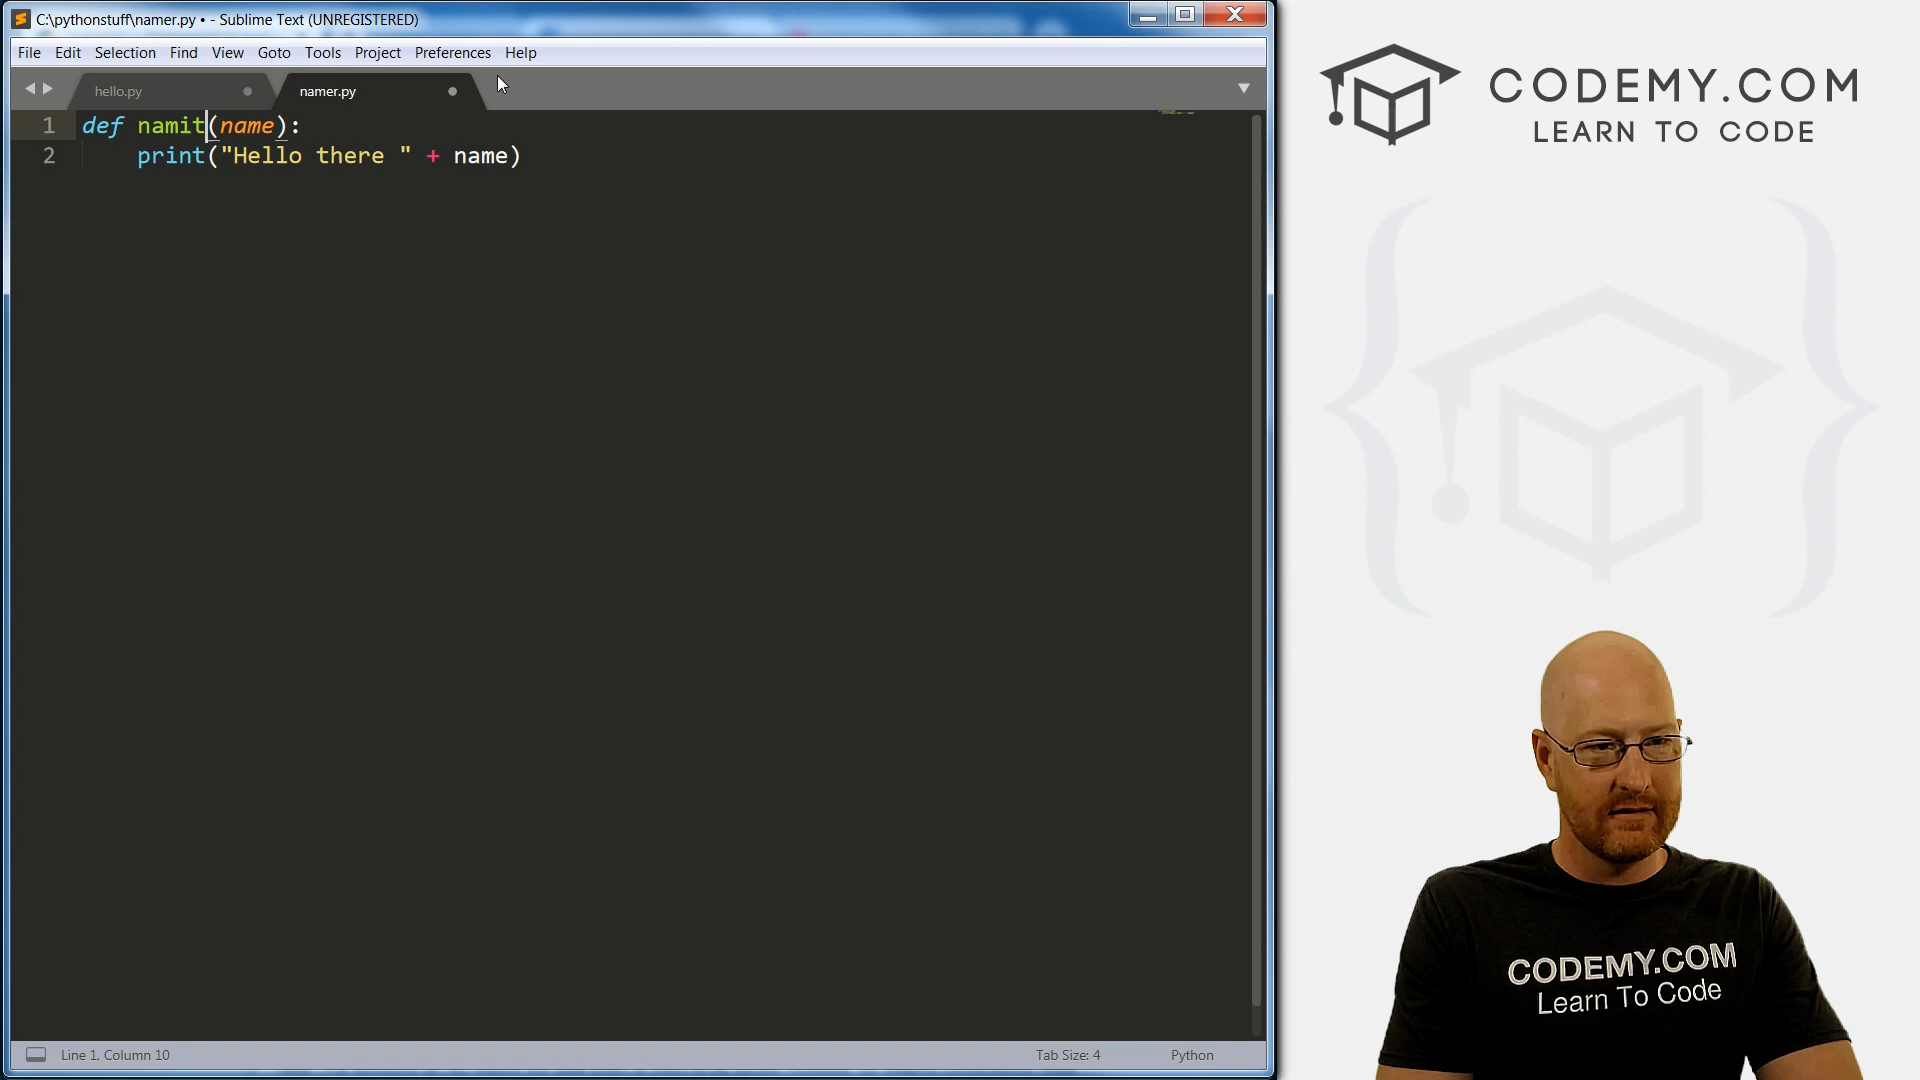 C:\pythonstuff\namer.py • - Sublime Text (UNREGISTERED)
File Edit Selection Find View Goto Tools Project Preferences Help
hello.py namer.py
1 def namit(name):
2 print("Hello there " + name)
Line 1, Column 10 Tab Size: 4 Python
CODEMY.COM
LEARN TO CODE
CODEMY.COM
Learn To Code